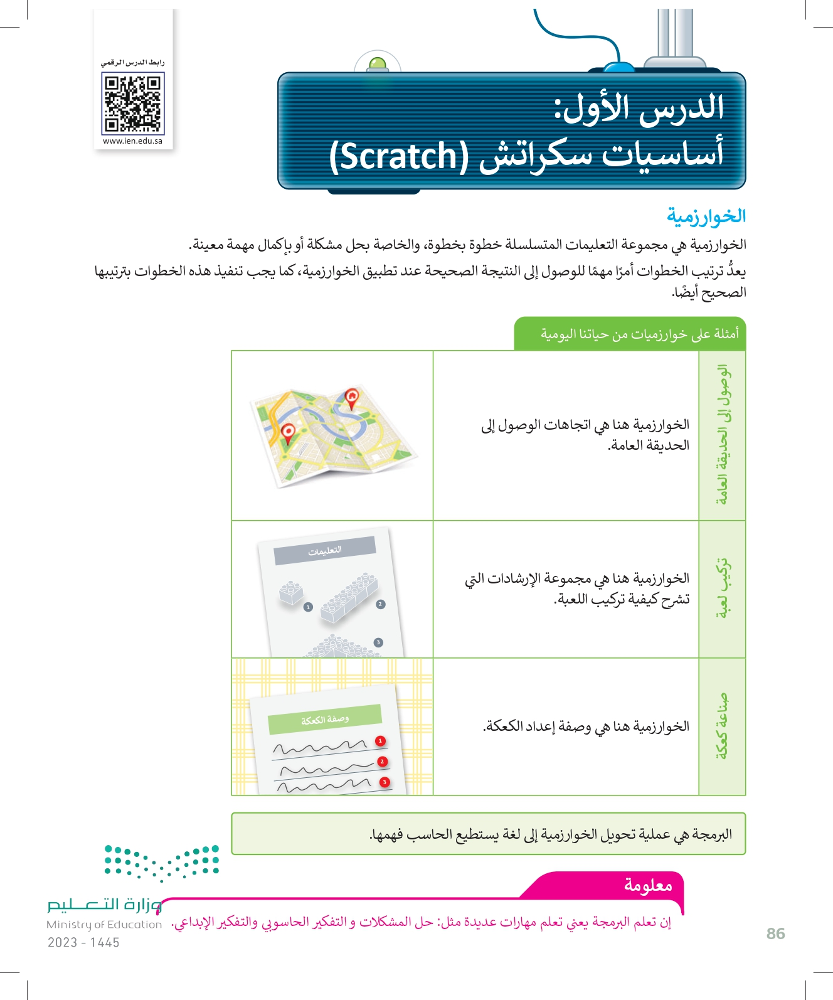 رابط الدرس الرقمي
www.ien.edu.sa
الدرس الأول:
أساسيات سكراتش (Scratch)
الخوارزمية
الخوارزمية هي مجموعة التعليمات المتسلسلة خطوة بخطوة، والخاصة بحل مشكلة أو بإكمال مهمة معينة.
يعدُّ ترتيب الخطوات أمرًا مهمًا للوصول إلى النتيجة الصحيحة عند تطبيق الخوارزمية، كما يجب تنفيذ هذه الخطوات بترتيبها
الصحيح أيضًا.
أمثلة على خوارزميات من حياتنا اليومية
الوصول إلى الحديقة العامة
الخوارزمية هنا هي اتجاهات الوصول إلى
الحديقة العامة.
تركيب لعبة
الخوارزمية هنا هي مجموعة الإرشادات التي
تشرح كيفية تركيب اللعبة.
التعليمات
1
2
3
صناعة كعكة
الخوارزمية هنا هي وصفة إعداد الكعكة.
وصفة الكعكة
1
2
3
البرمجة هي عملية تحويل الخوارزمية إلى لغة يستطيع الحاسب فهمها.
معلومة
إن تعلم البرمجة يعني تعلم مهارات عديدة مثل: حل المشكلات و التفكير الحاسوبي والتفكير الإبداعي.
وزارة التعليم
Ministry of Education
2023 - 1445
86